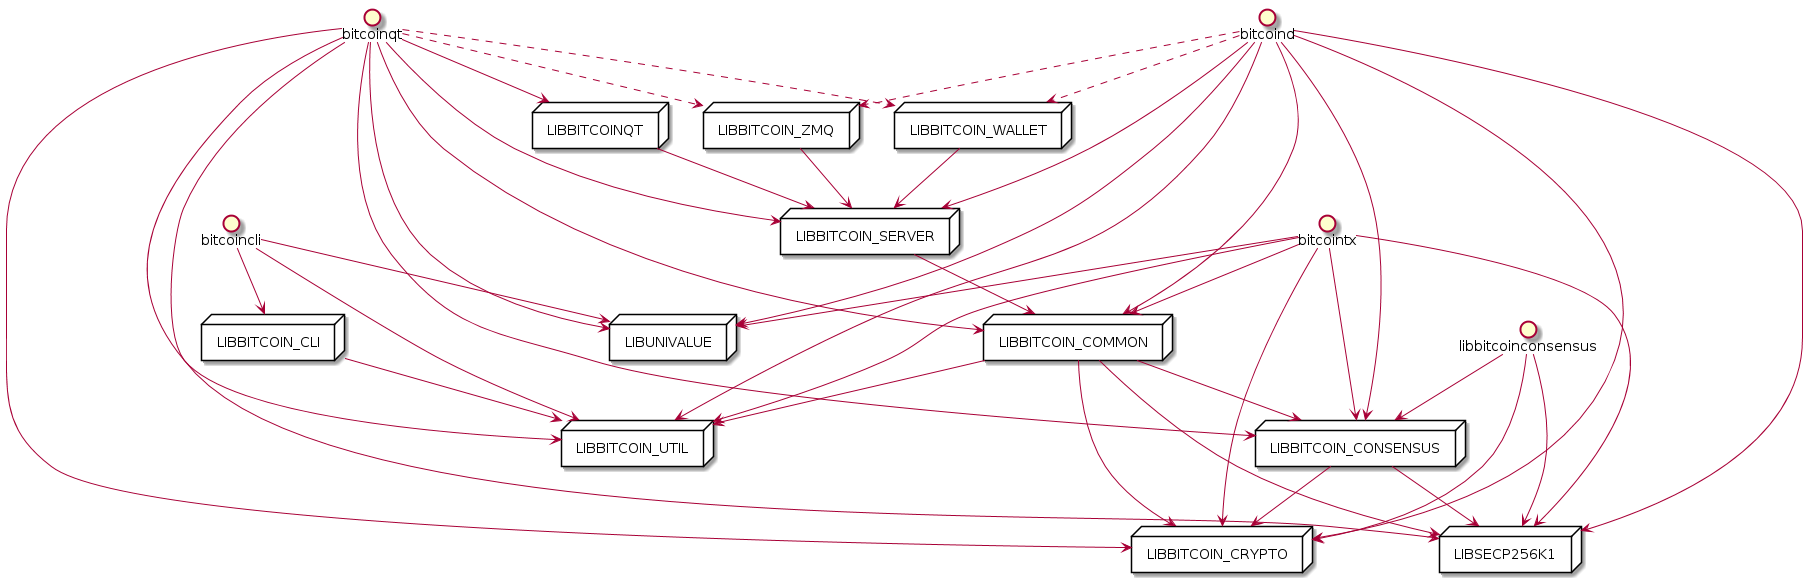 bitcoinqt
bitcoind
LIBBITCOINQT
LIBBITCOIN_ZMQ
LIBBITCOIN_WALLET
bitcoincli
LIBBITCOIN_SERVER
bitcointx
LIBBITCOIN_CLI
LIBUNIVALUE
LIBBITCOIN_COMMON
libbitcoinconsensus
LIBBITCOIN_UTIL
LIBBITCOIN_CONSENSUS
LIBBITCOIN_CRYPTO
LIBSECP256K1